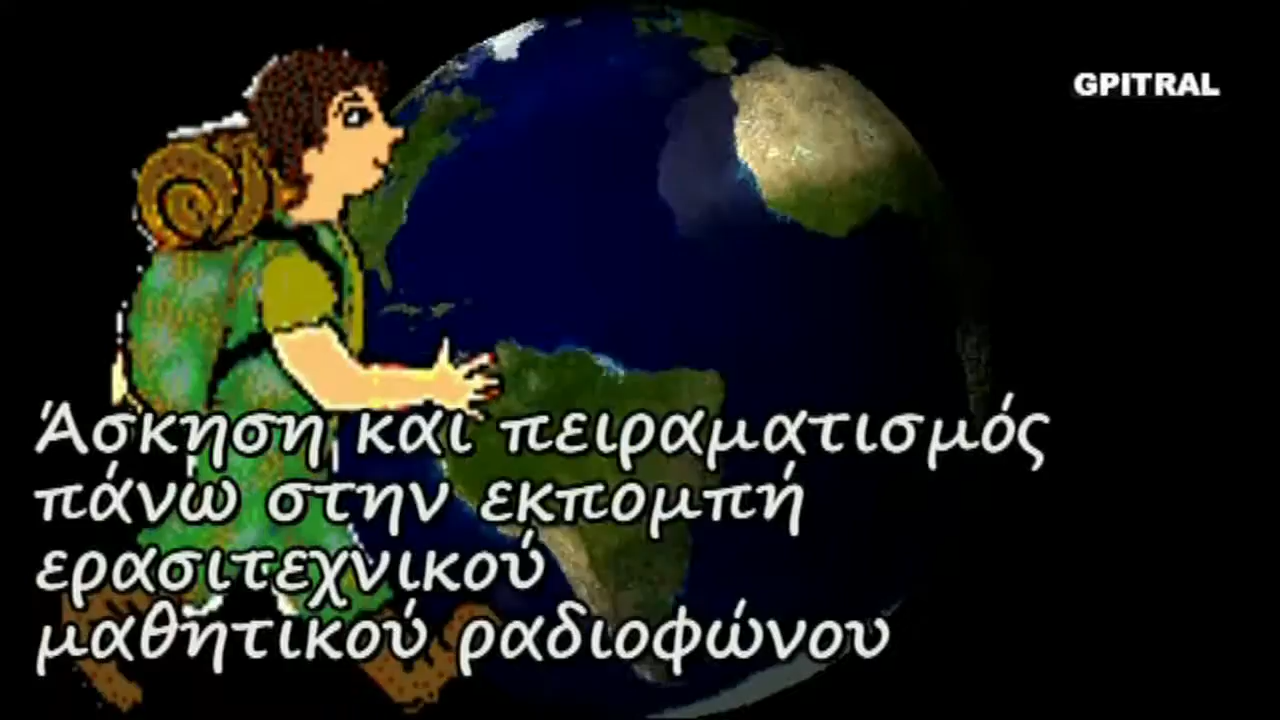 GPITRAL
Άσκηση και πειραματισμός
πάνω στην εκπομπή
ερασιτεχνικού
μαθητικού ραδιοφώνου